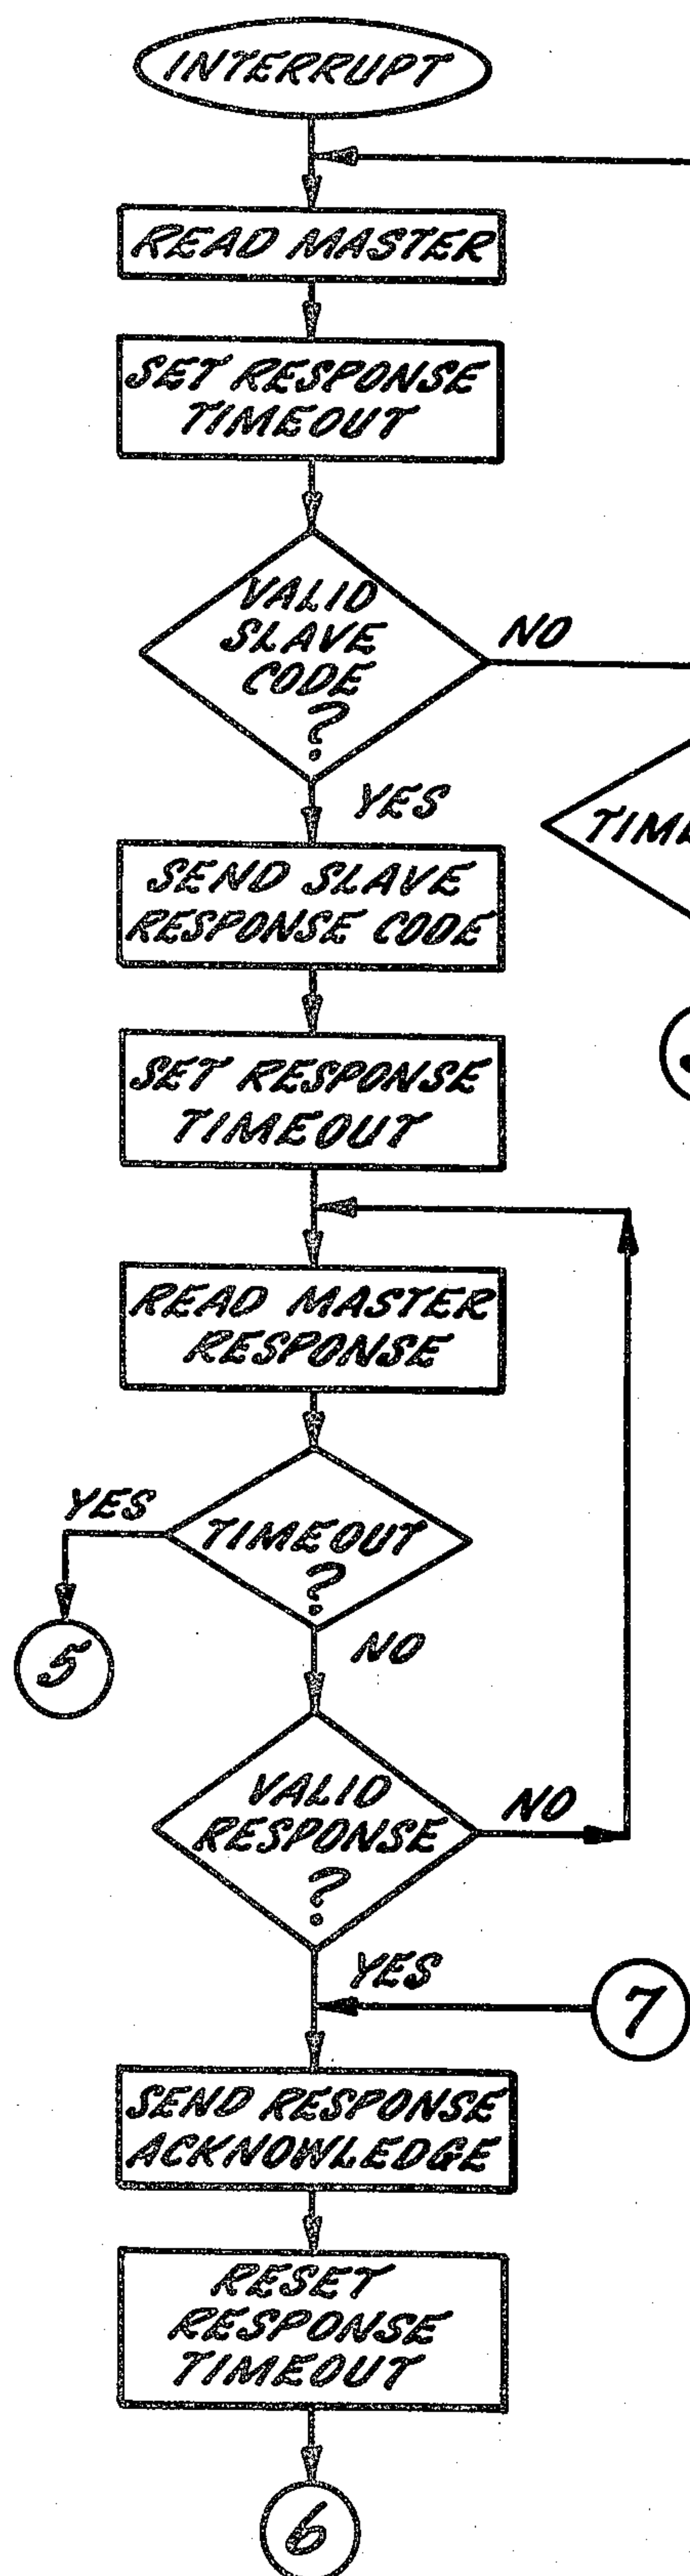 INTERRUPT
READ MASTER
SET RESPONSE
TIMEOUT
VALID
SLAVE
CODE
?
NO
YES
SEND SLAVE
RESPONSE CODE
SET RESPONSE
TIMEOUT
READ MASTER
RESPONSE
YES
TIMEOUT
?
5
NO
VALID
RESPONSE
?
NO
YES
7
SEND RESPONSE
ACKNOWLEDGE
RESET
RESPONSE
TIMEOUT
6